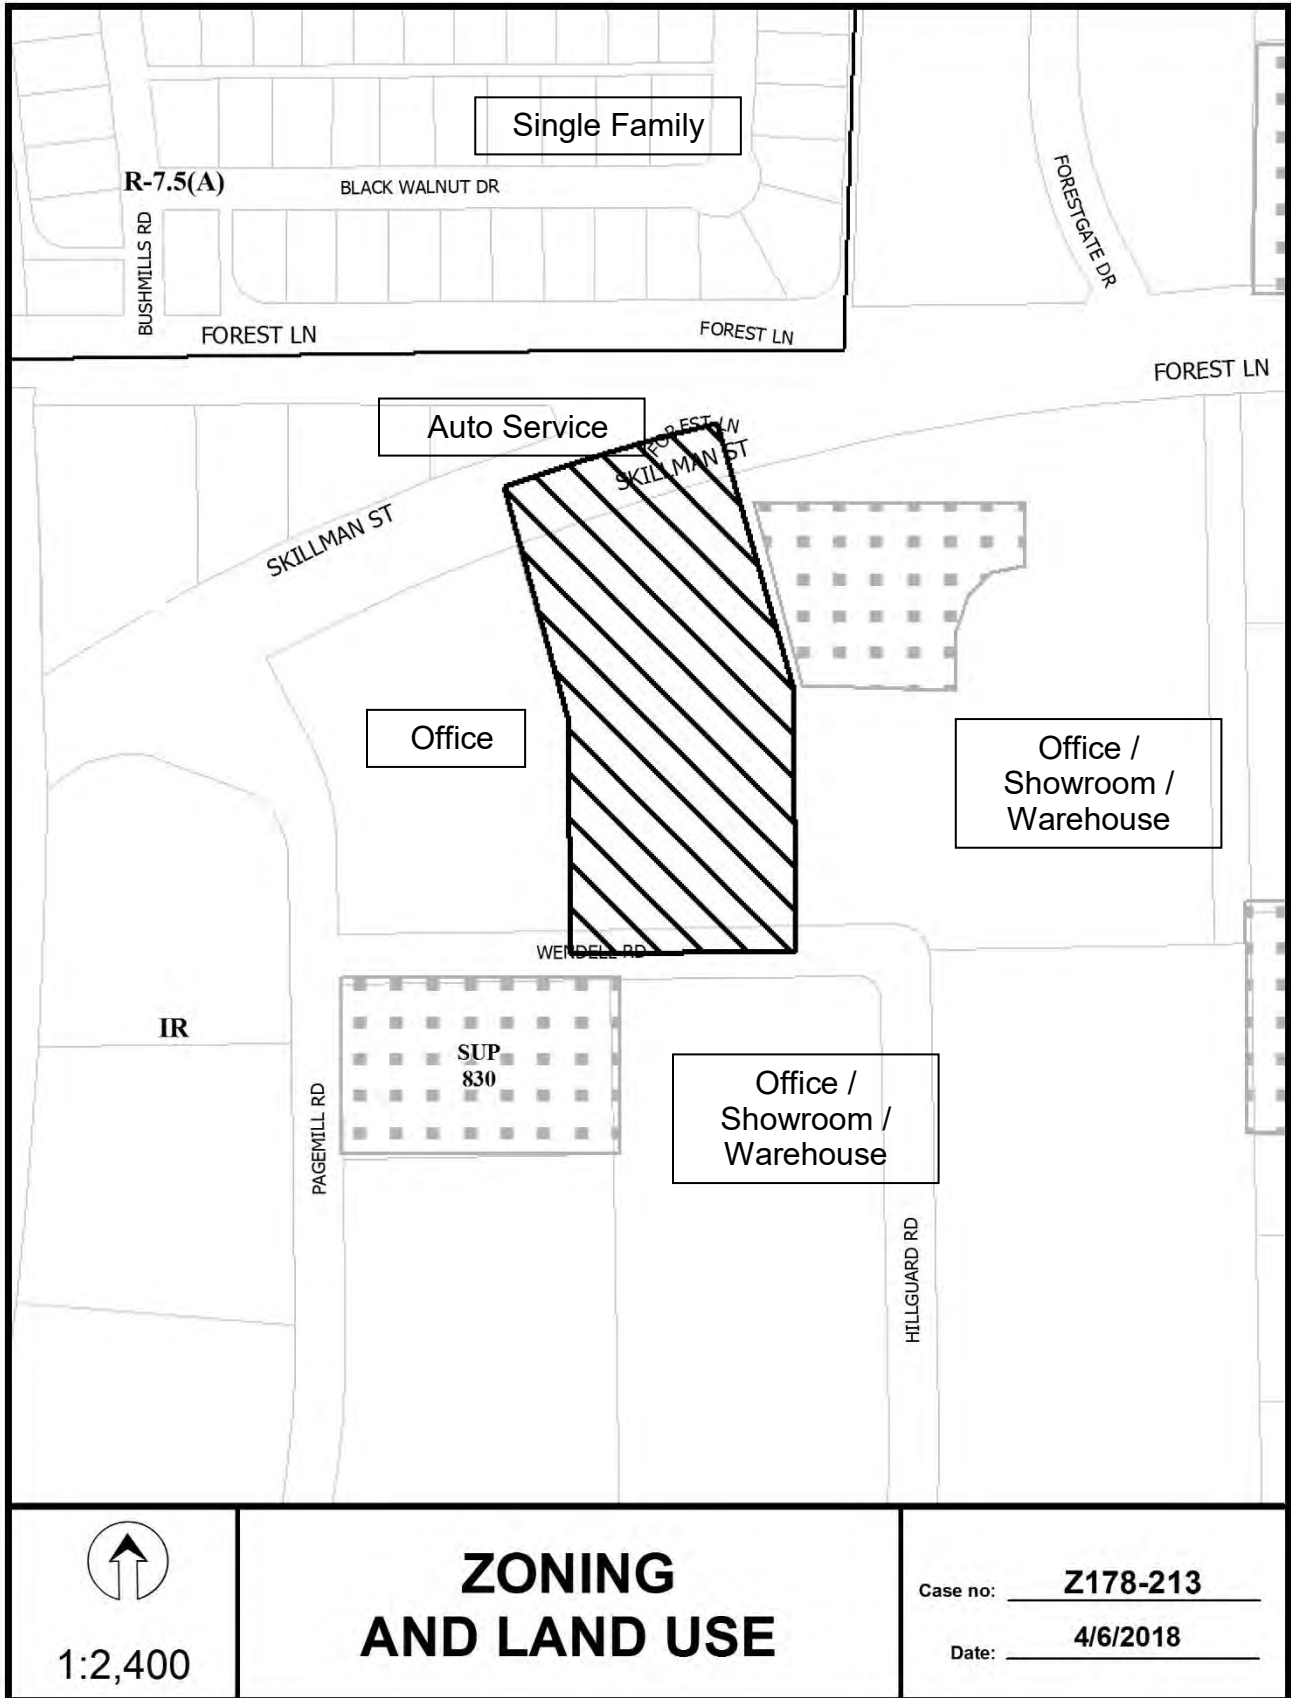 Single Family
R-7.5(A)
BLACK WALNUT DR
BUSHMILLS RD
FORESTGATE DR
FOREST LN
FOREST LN
FOREST LN
Auto Service
FOREST LN
SKILLMAN ST
SKILLMAN ST
Office
Office /
Showroom /
Warehouse
WENDELL RD
IR
SUP
830
Office /
Showroom /
Warehouse
PAGEMILL RD
HILLGUARD RD
1:2,400
ZONING
AND LAND USE
Case no: Z178-213
Date: 4/6/2018